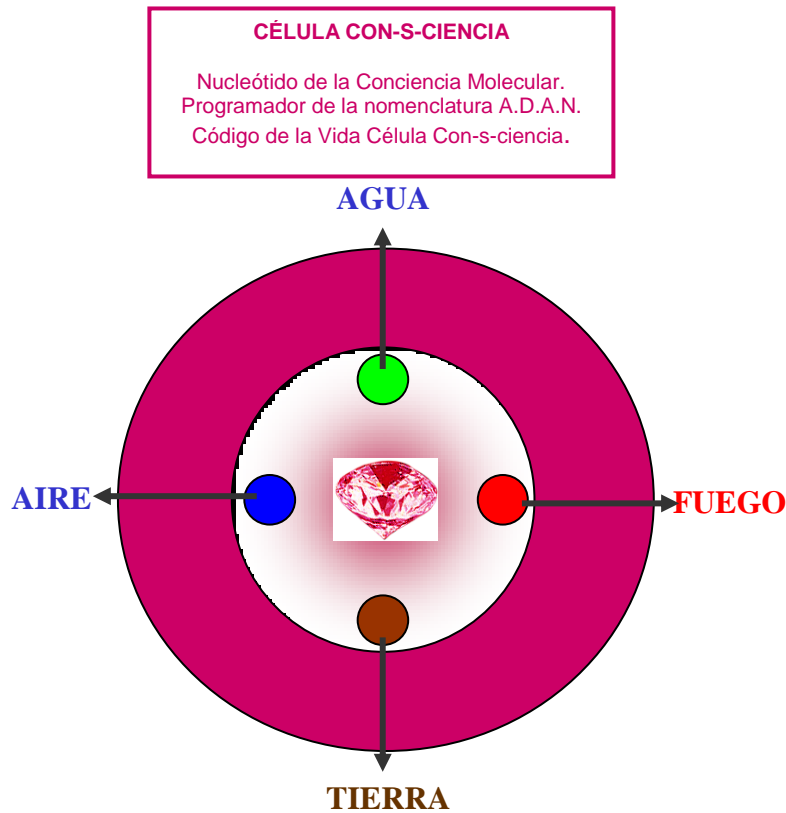 CÉLULA CON-S-CIENCIA
Nucleótido de la Conciencia Molecular.
Programador de la nomenclatura A.D.A.N.
Código de la Vida Célula Con-s-ciencia.
AGUA
AIRE
FUEGO
TIERRA